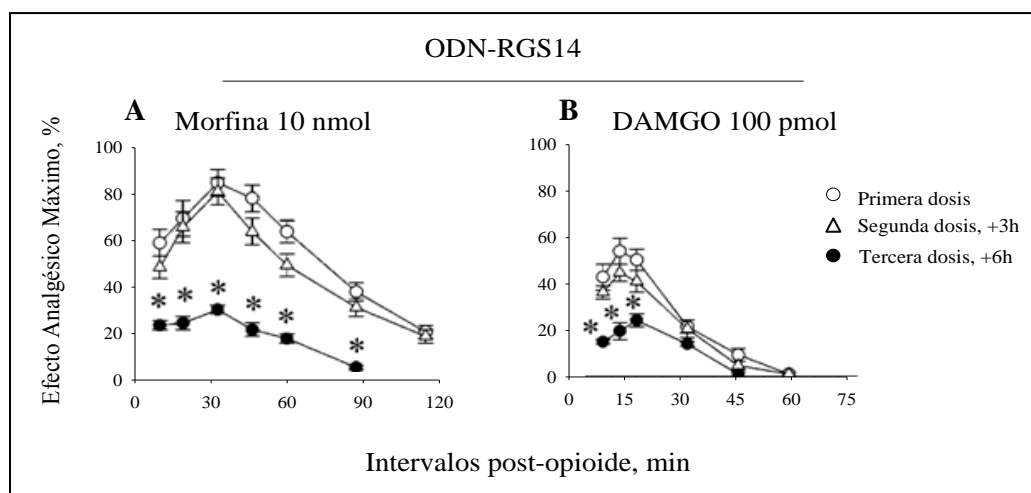 ODN-RGS14
A
Morfina 10 nmol
B
DAMGO 100 pmol
Efecto Analgésico Máximo, %
100
80
60
40
20
0
0 30 60 90 120
100
80
60
40
20
0
0 15 30 45 60 75
* * * * * *
* * *
Primera dosis
Segunda dosis, +3h
Tercera dosis, +6h
Intervalos post-opioide, min